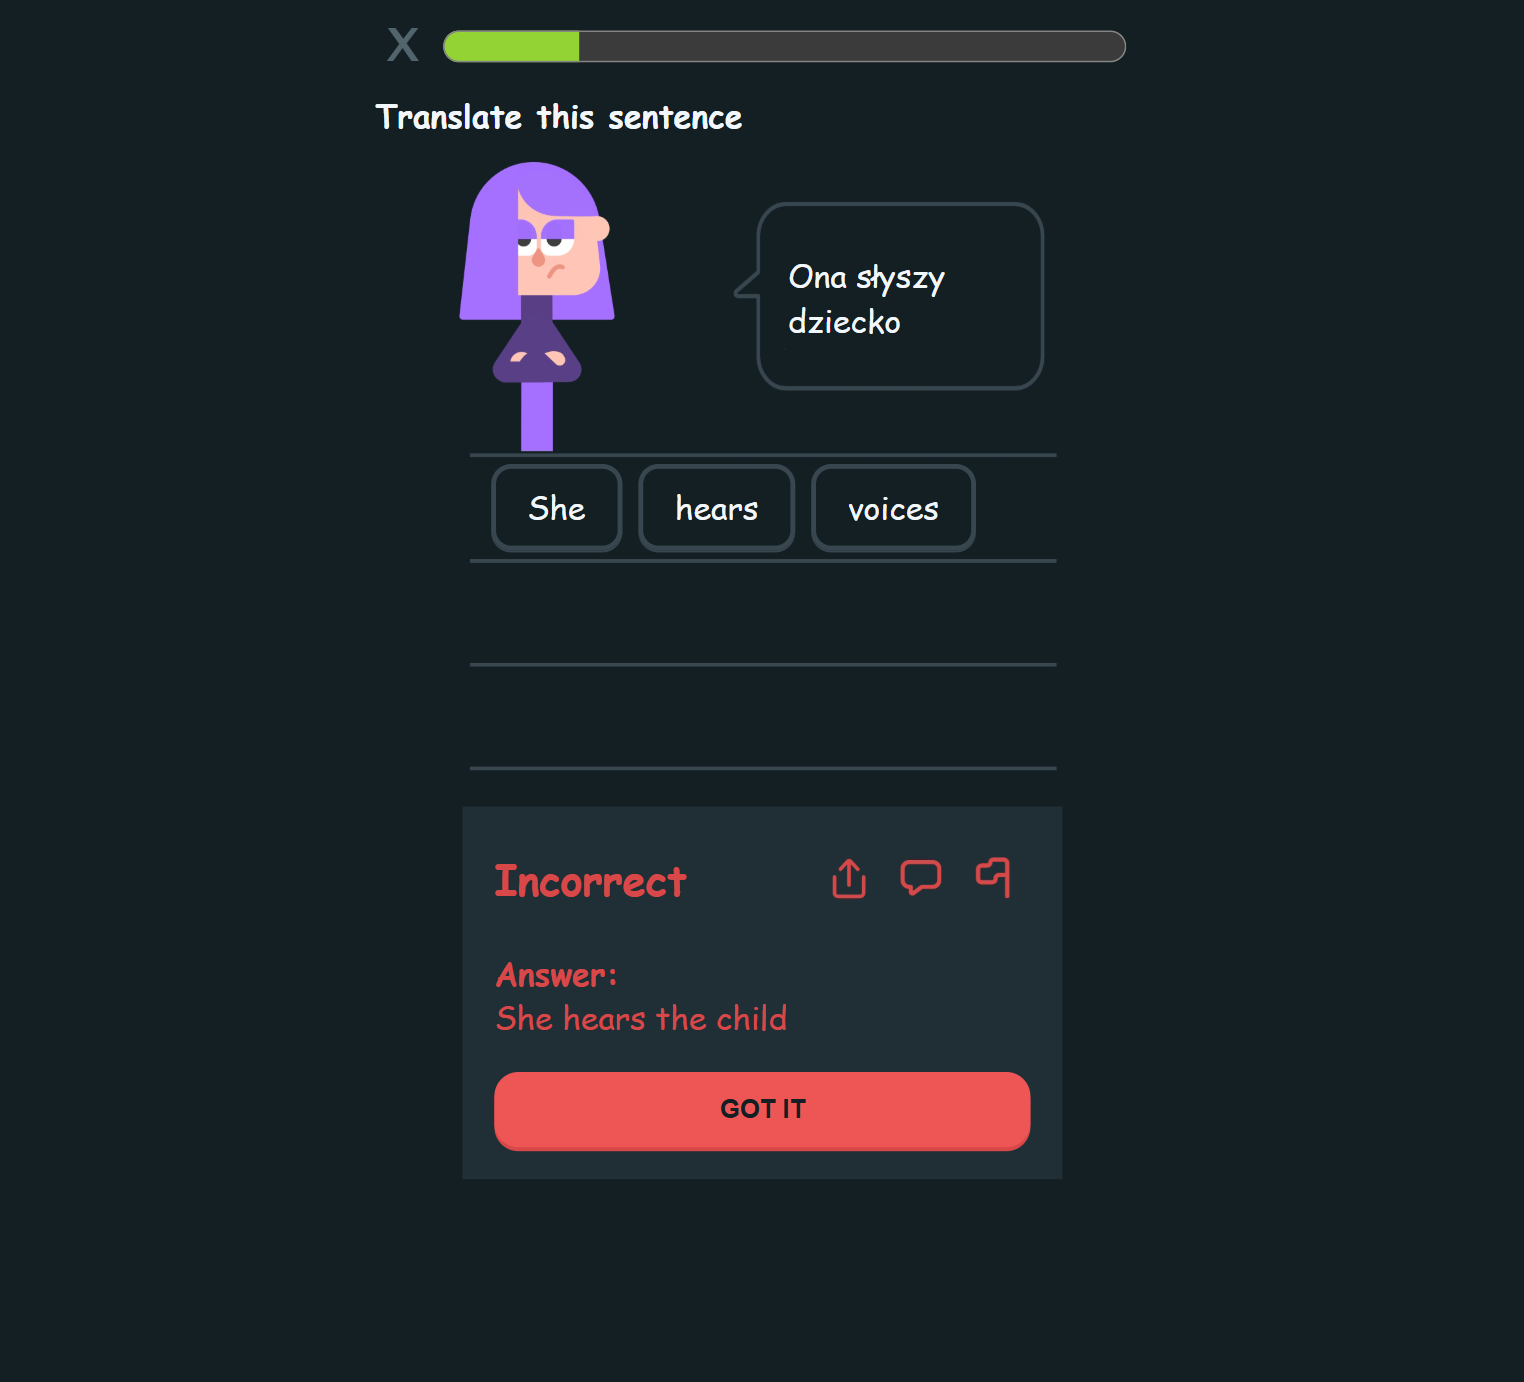 X
Translate this sentence
Ona słyszy
dziecko
She hears voices
Incorrect
Answer:
She hears the child
GOT IT